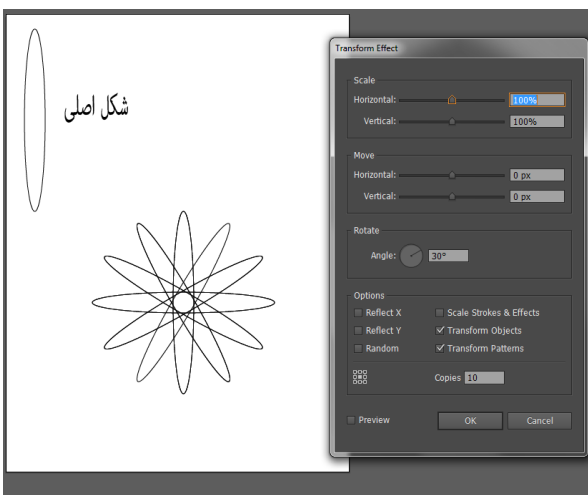 شکل اصلی
Transform Effect
Scale
Horizontal: 100%
Vertical: 100%
Move
Horizontal: 0 px
Vertical: 0 px
Rotate
Angle: 30°
Options
Reflect X Scale Strokes & Effects
Reflect Y Transform Objects
Random Transform Patterns
Copies 10
Preview OK Cancel